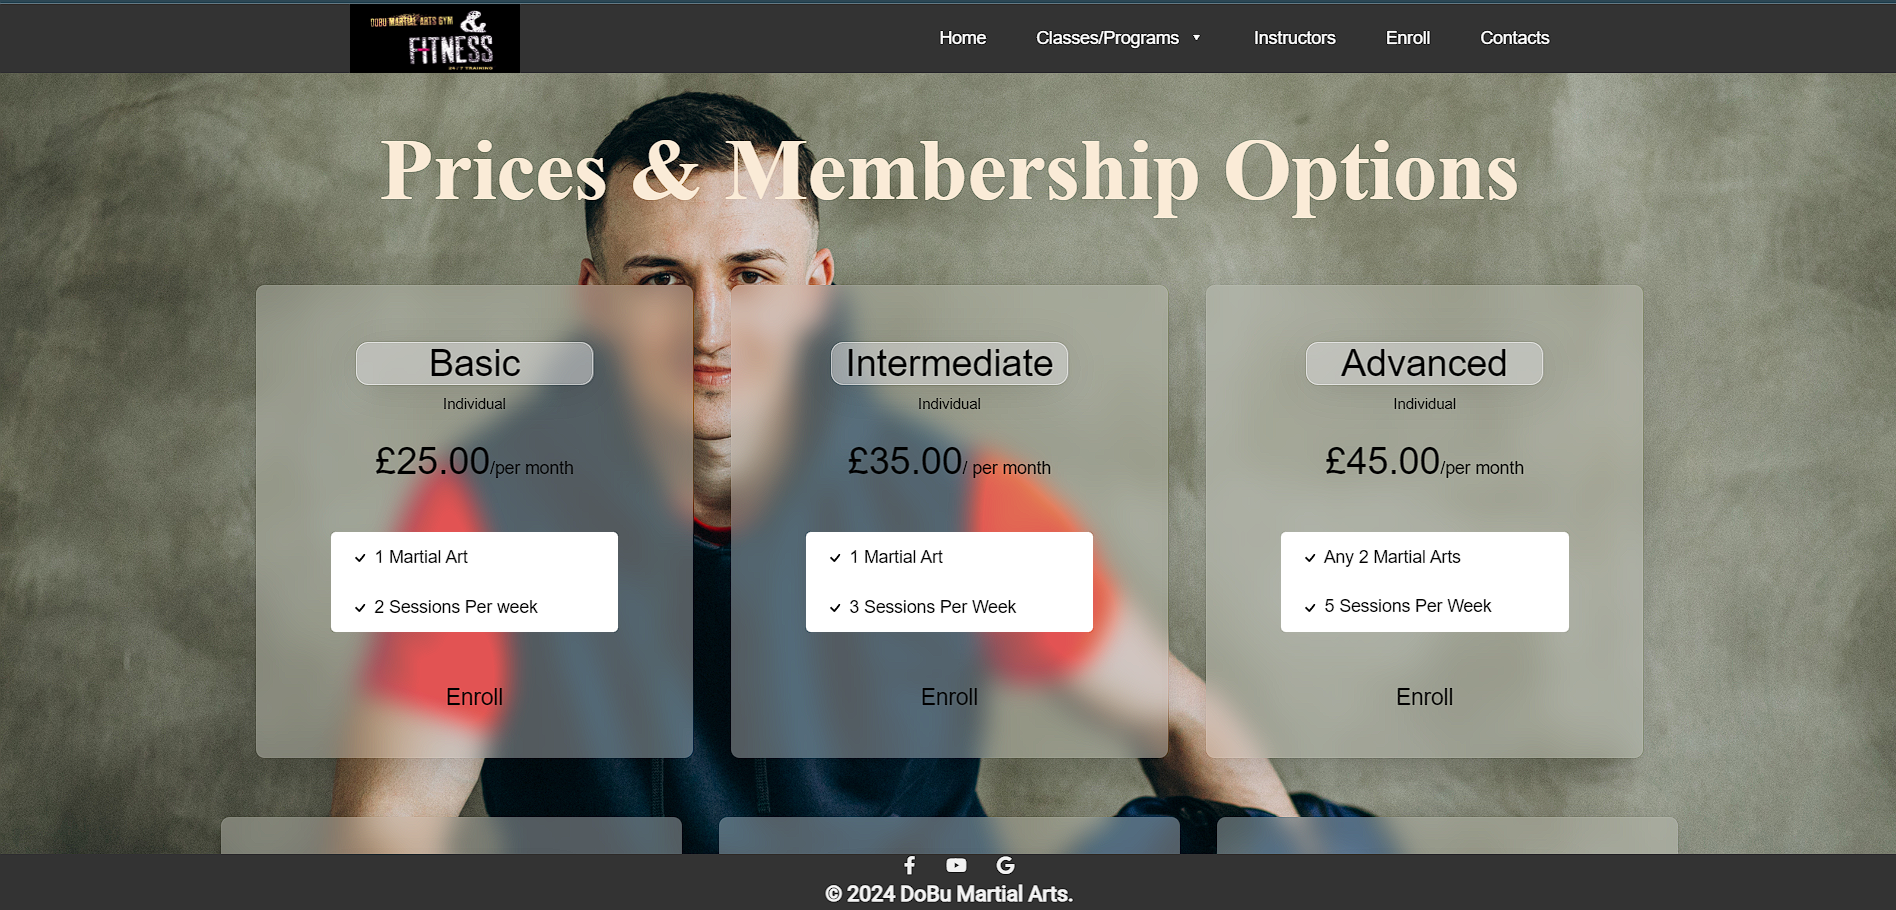 DOBU MARTIAL ARTS GYM
&
FITNESS
24/7 TRAINING
Home
Classes/Programs
Instructors
Enroll
Contacts
Prices & Membership Options
Basic
Individual
£25.00/per month
1 Martial Art
2 Sessions Per week
Enroll
Intermediate
Individual
£35.00/ per month
1 Martial Art
3 Sessions Per Week
Enroll
Advanced
Individual
£45.00/per month
Any 2 Martial Arts
5 Sessions Per Week
Enroll
© 2024 DoBu Martial Arts.